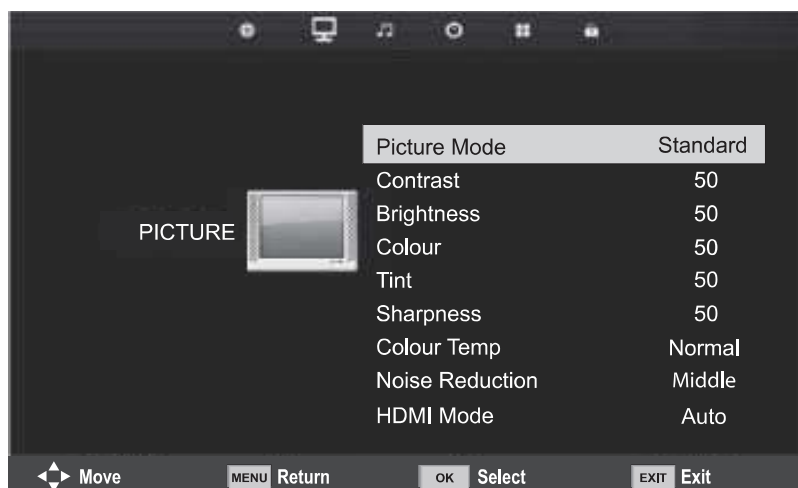 Picture Mode Standard
Contrast 50
Brightness 50
PICTURE
Colour 50
Tint 50
Sharpness 50
Colour Temp Normal
Noise Reduction Middle
HDMI Mode Auto
Move MENU Return OK Select EXIT Exit